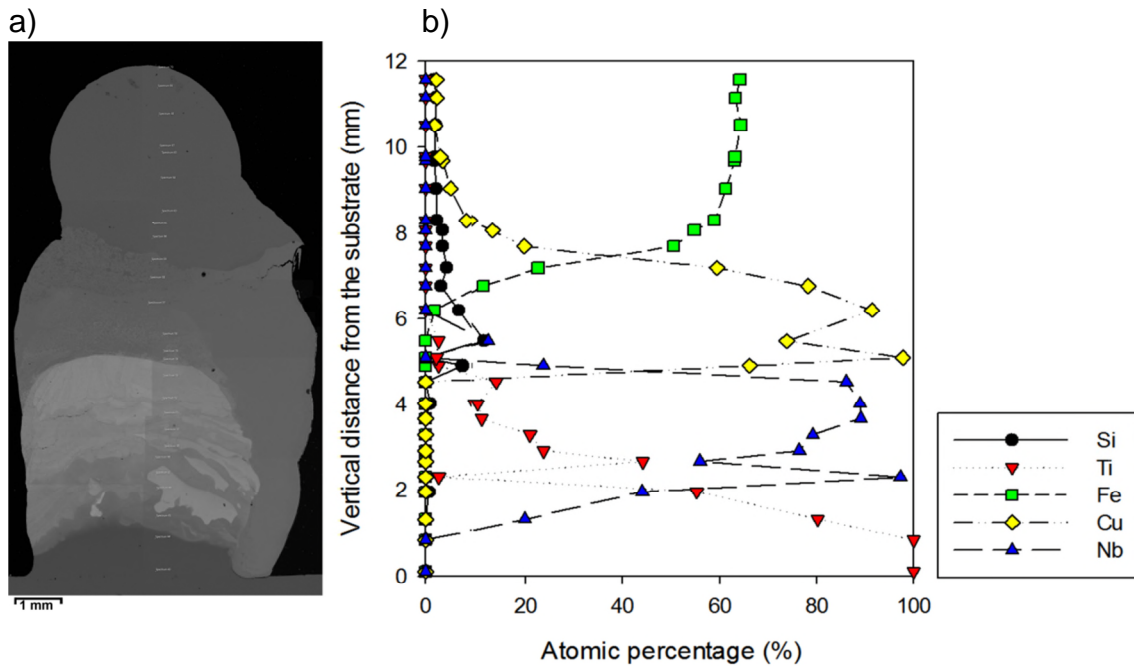 a)
b)
1 mm
Vertical distance from the substrate (mm)
12
10
8
6
4
2
0
0
20
40
60
80
100
Atomic percentage (%)
Si
Ti
Fe
Cu
Nb